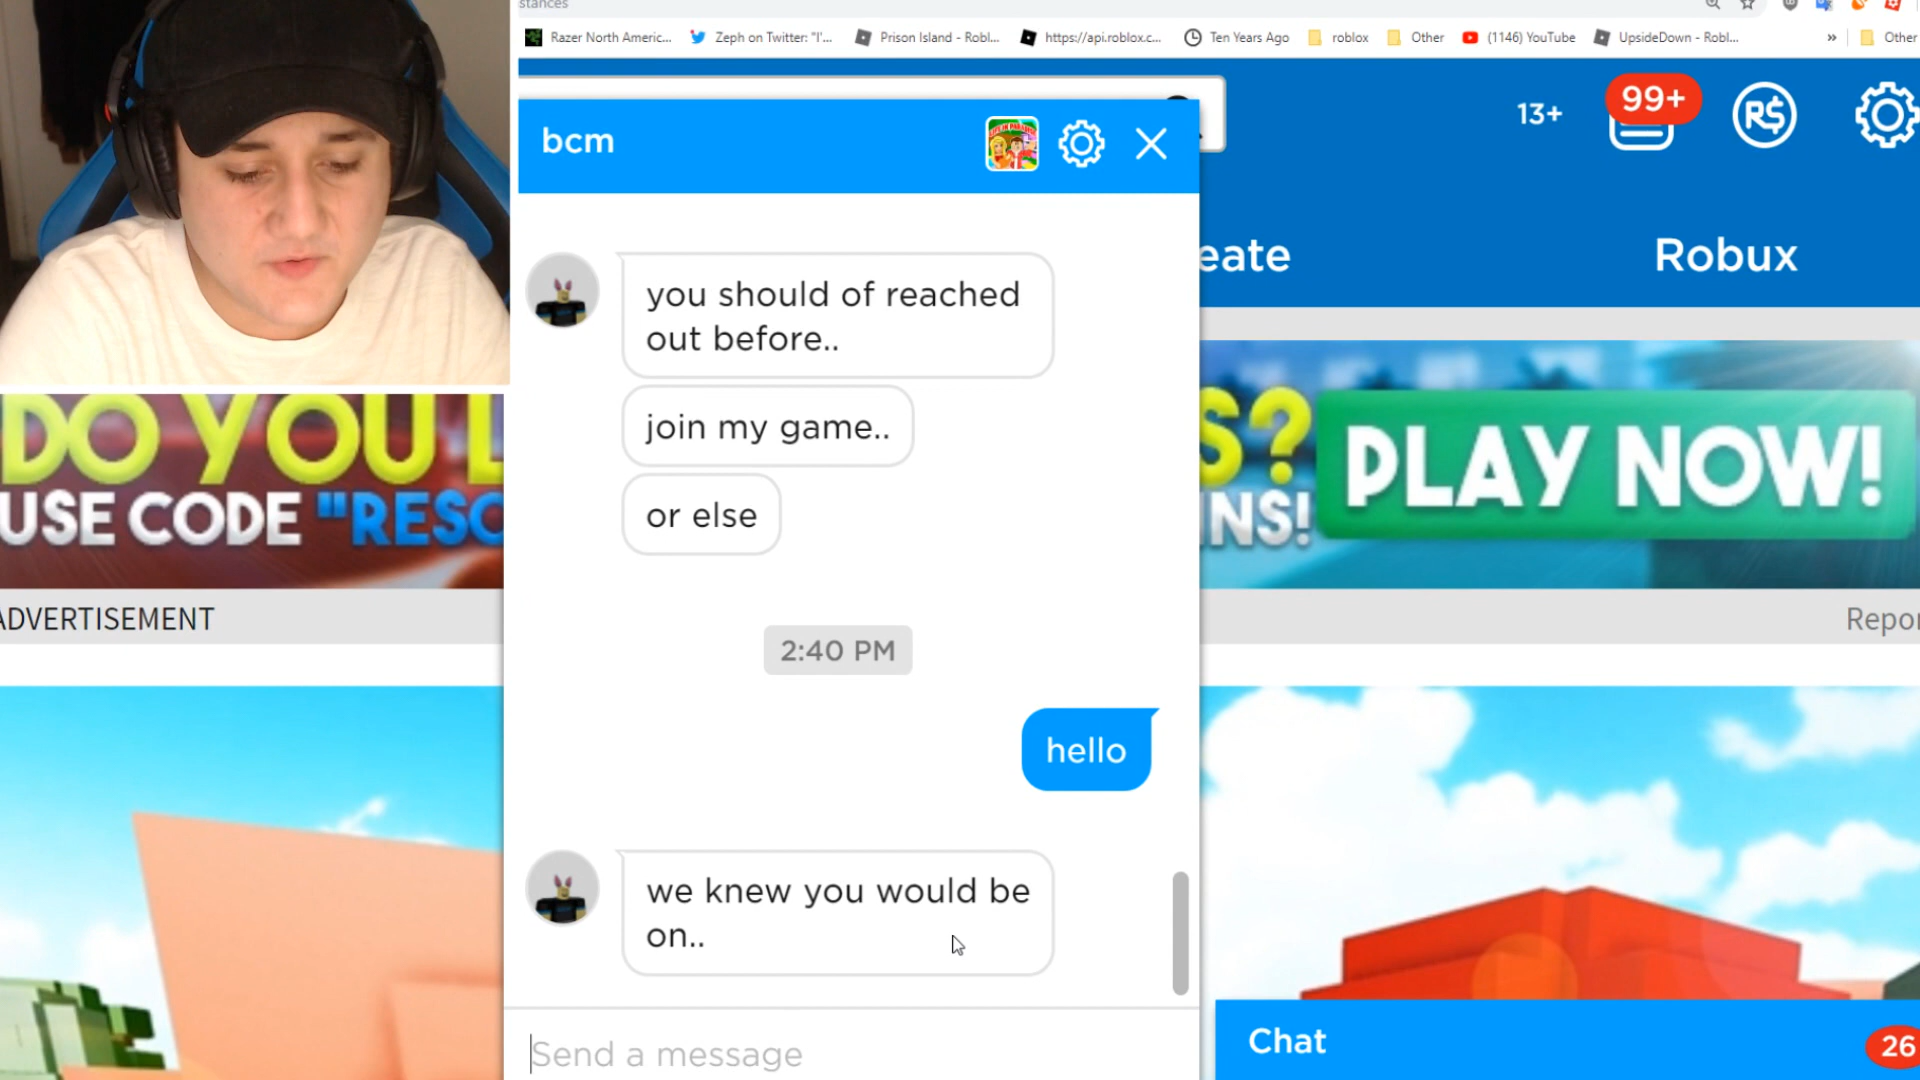 stances
Razer North Americ...
Zeph on Twitter: "I'...
Prison Island - Robl...
https://api.roblox.c...
Ten Years Ago
roblox
Other
(1146) YouTube
UpsideDown - Robl...
»
Other
13+
99+
R$
bcm
eate
Robux
you should of reached
out before..
join my game..
or else
DO YOU L
S?
PLAY NOW!
USE CODE "RESC
INS!
ADVERTISEMENT
Repor
2:40 PM
hello
we knew you would be
on..
Send a message
Chat
26